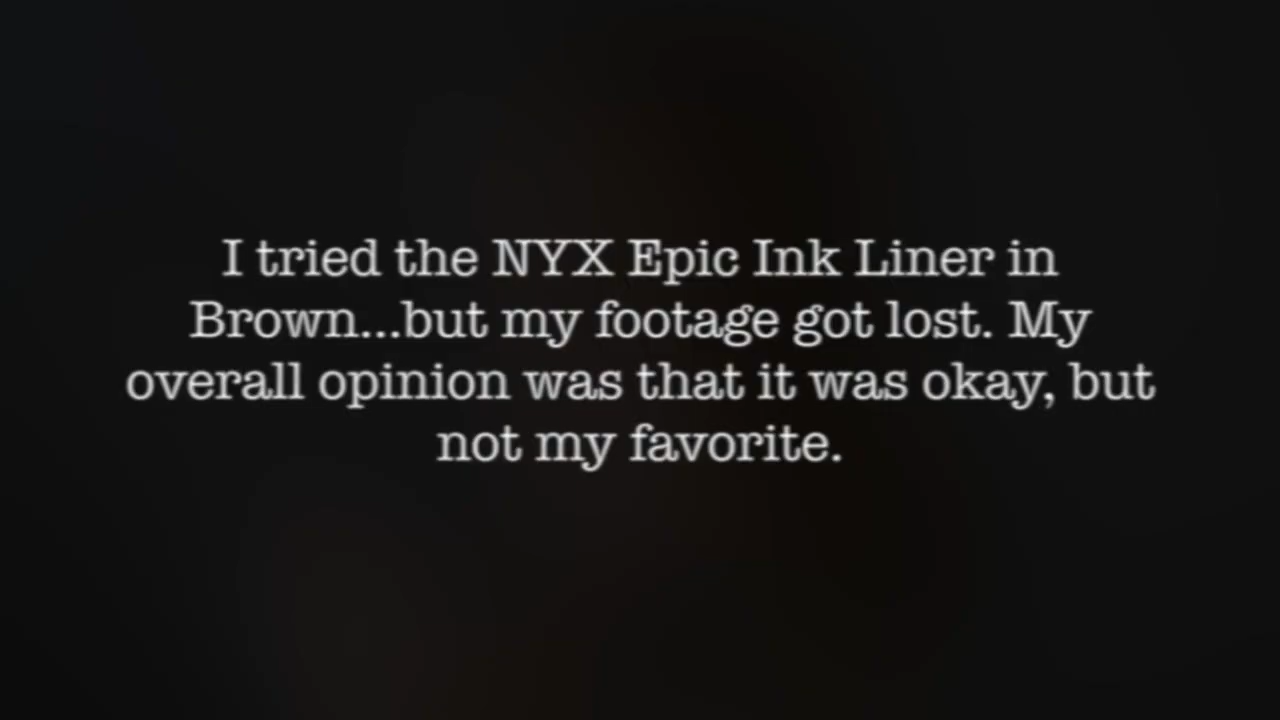 I tried the NYX Epic Ink Liner in
Brown...but my footage got lost. My
overall opinion was that it was okay, but
not my favorite.